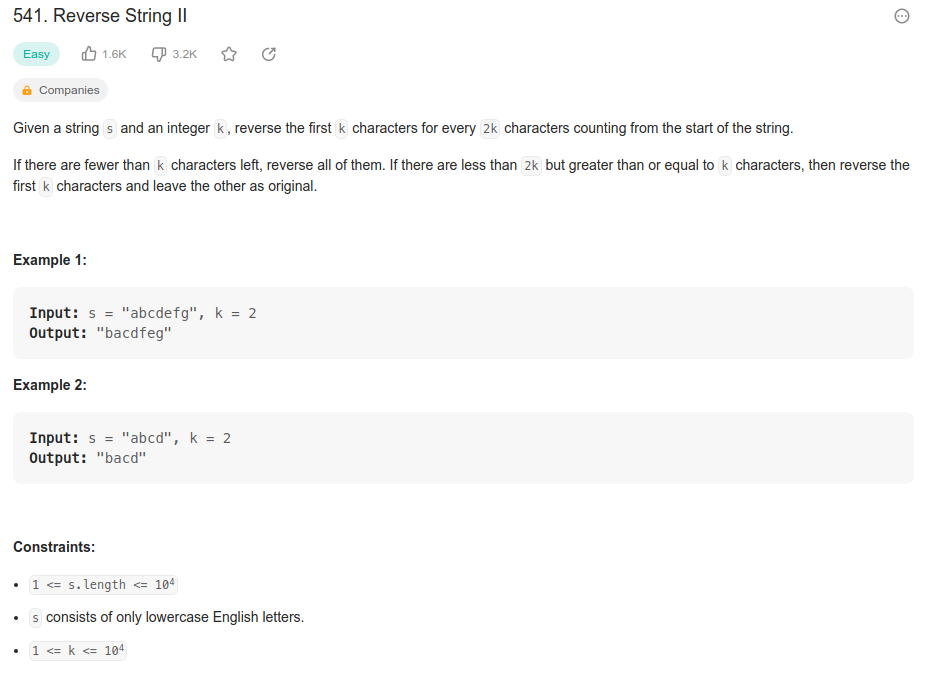 541. Reverse String II
Easy
1.6K
3.2K
Companies
Given a string s and an integer k, reverse the first k characters for every 2k characters counting from the start of the string.
If there are fewer than k characters left, reverse all of them. If there are less than 2k but greater than or equal to k characters, then reverse the
first k characters and leave the other as original.
Example 1:
Input: s = "abcdefg", k = 2
Output: "bacdfeg"
Example 2:
Input: s = "abcd", k = 2
Output: "bacd"
Constraints:
• 1 <= s.length <= 10⁴
• s consists of only lowercase English letters.
• 1 <= k <= 10⁴